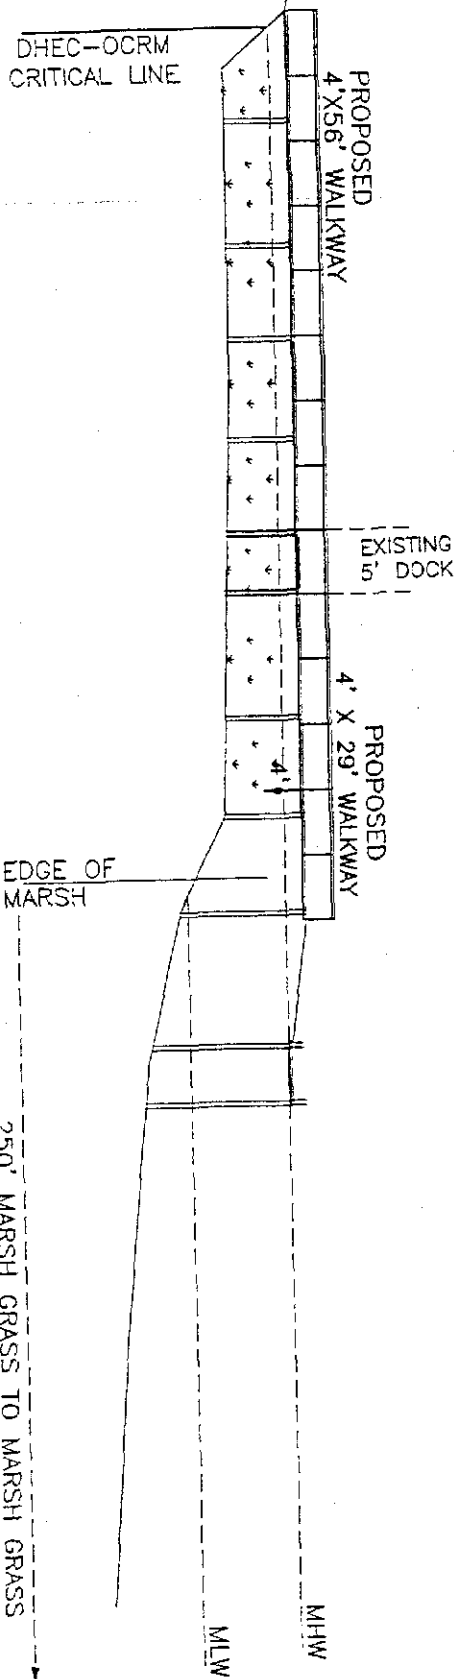 DHEC-OCRM
CRITICAL LINE
PROPOSED
4'X56' WALKWAY
EXISTING
5' DOCK
PROPOSED
4' X 29' WALKWAY
4'
EDGE OF
MARSH
250' MARSH GRASS TO MARSH GRASS
MLW
MHW